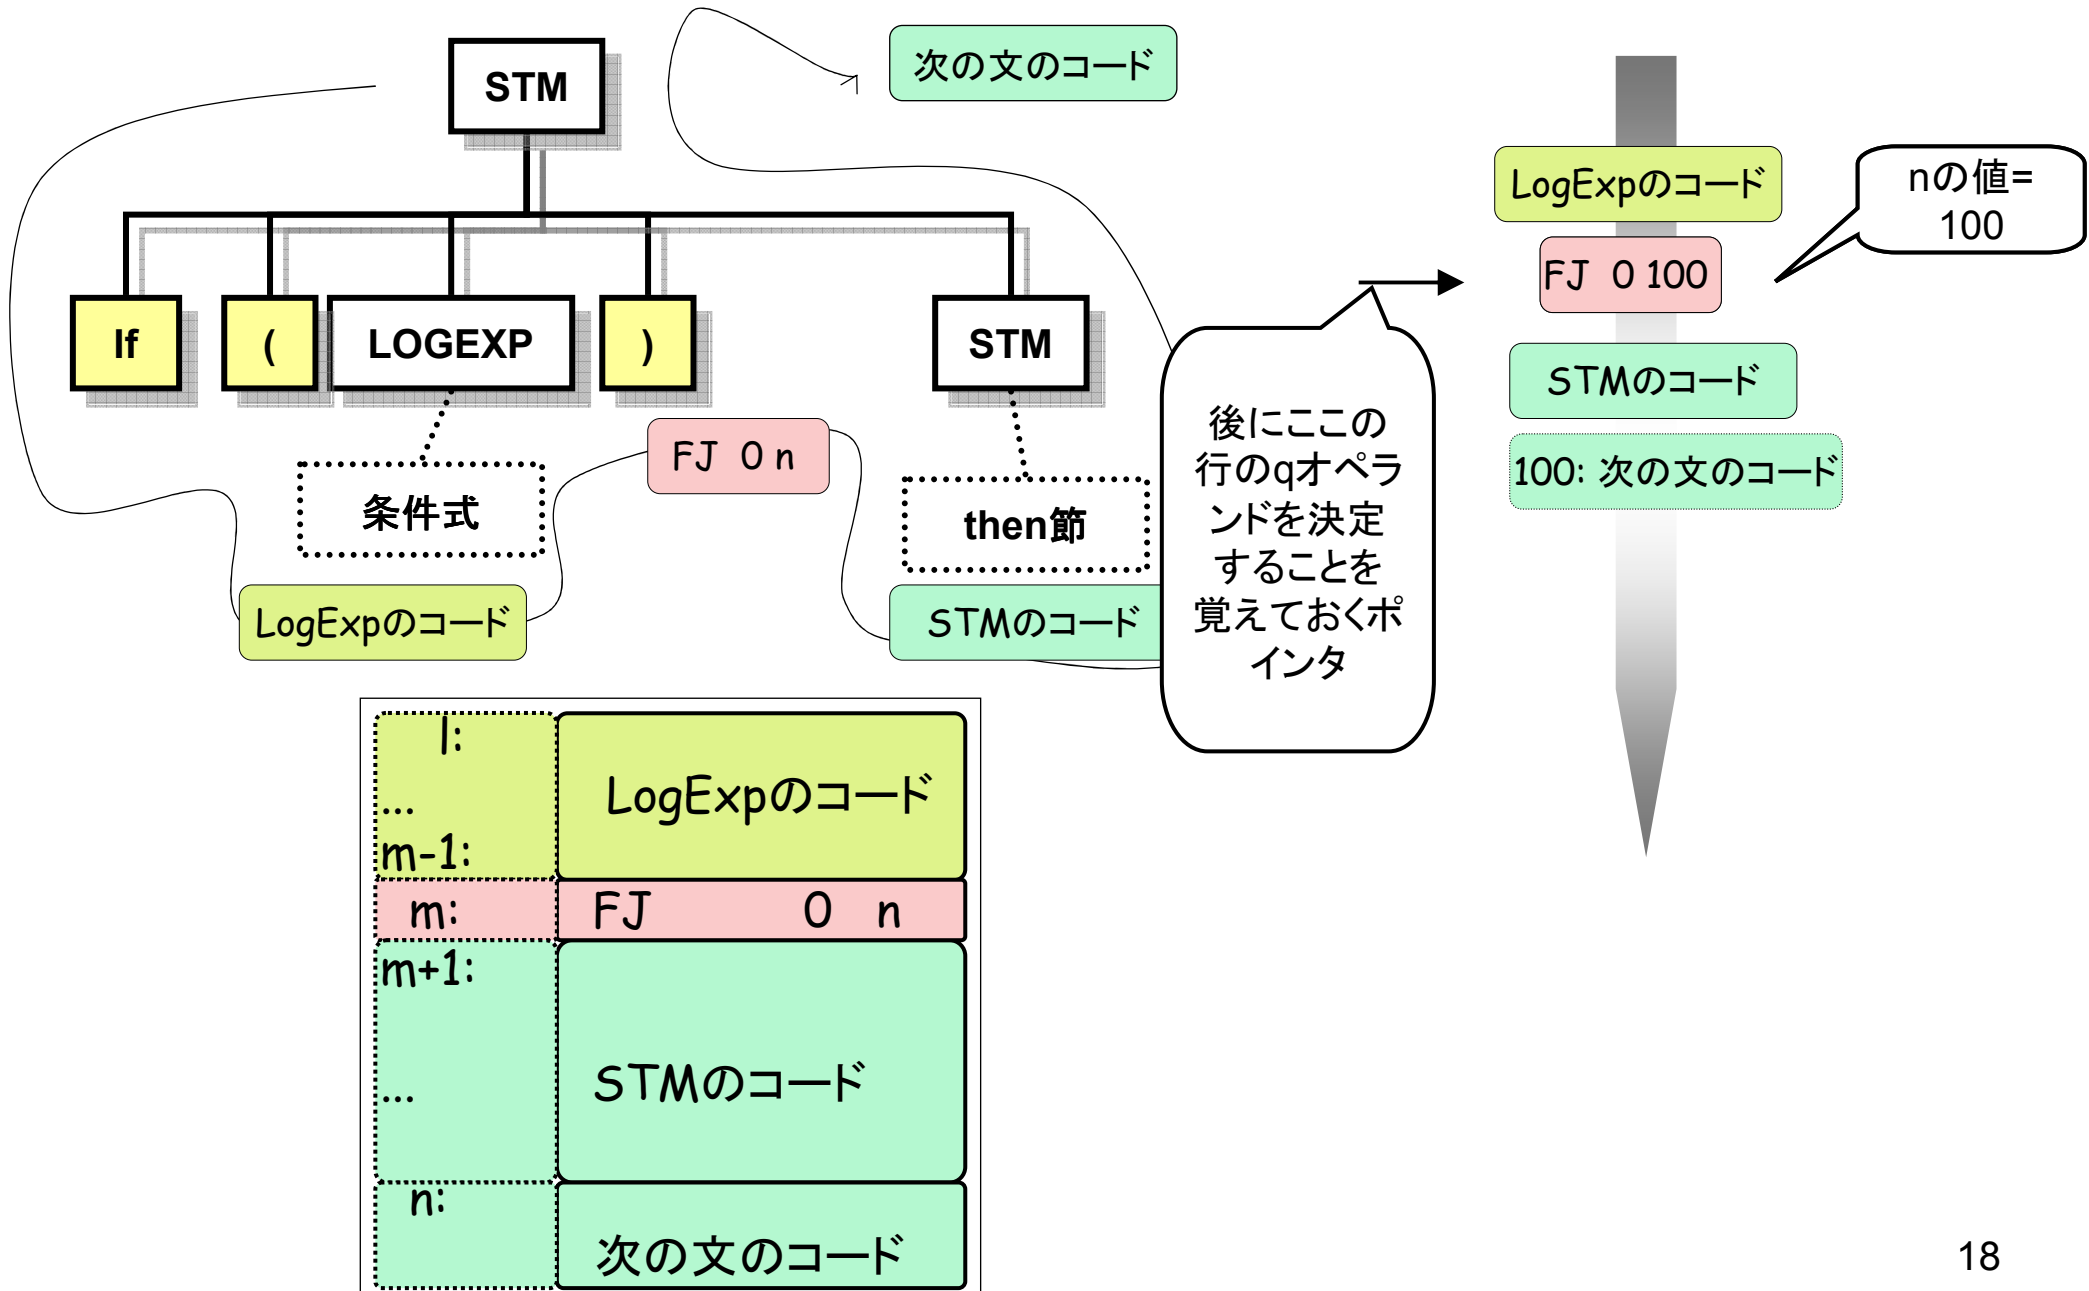 STM
If
(
LOGEXP
)
STM
条件式
then節
LogExpのコード
FJ 0 n
STMのコード
次の文のコード
後にここの
行のqオペラ
ンドを決定
することを
覚えておくポ
インタ
LogExpのコード
FJ 0 100
STMのコード
100: 次の文のコード
nの値=
100
l:
...
m-1:
LogExpのコード
m: FJ 0 n
m+1:
...
STMのコード
n:
次の文のコード
18